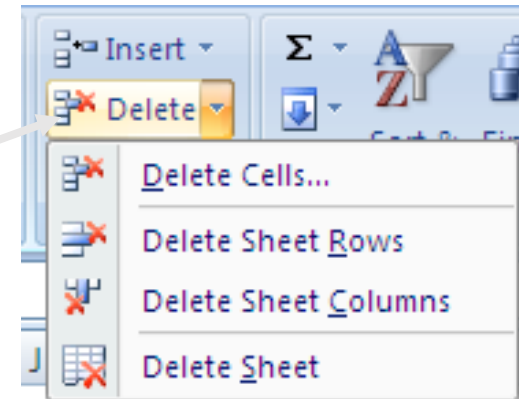 Insert
Σ
A
Z
Delete
Delete Cells...
Delete Sheet Rows
Delete Sheet Columns
J
Delete Sheet